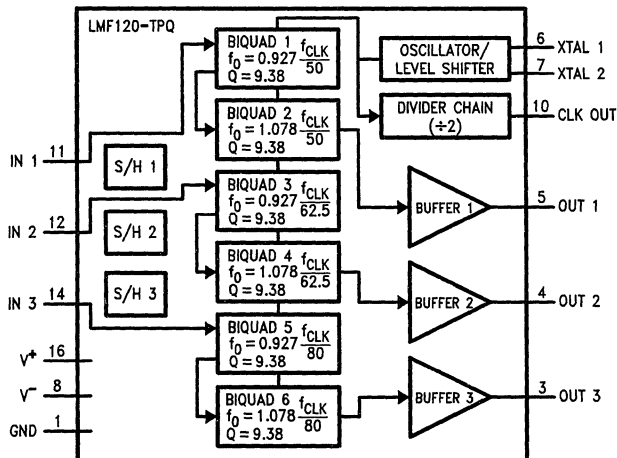 LMF120-TPQ
BIQUAD 1
f0 = 0.927 fCLK/50
Q = 9.38
OSCILLATOR/
LEVEL SHIFTER
6 XTAL 1
7 XTAL 2
BIQUAD 2
f0 = 1.078 fCLK/50
Q = 9.38
DIVIDER CHAIN
(÷2)
10 CLK OUT
IN 1 11
S/H 1
BIQUAD 3
f0 = 0.927 fCLK/62.5
Q = 9.38
BUFFER 1
5 OUT 1
IN 2 12
S/H 2
BIQUAD 4
f0 = 1.078 fCLK/62.5
Q = 9.38
BUFFER 2
4 OUT 2
IN 3 14
S/H 3
BIQUAD 5
f0 = 0.927 fCLK/80
Q = 9.38
V+ 16
V− 8
GND 1
BIQUAD 6
f0 = 1.078 fCLK/80
Q = 9.38
BUFFER 3
3 OUT 3